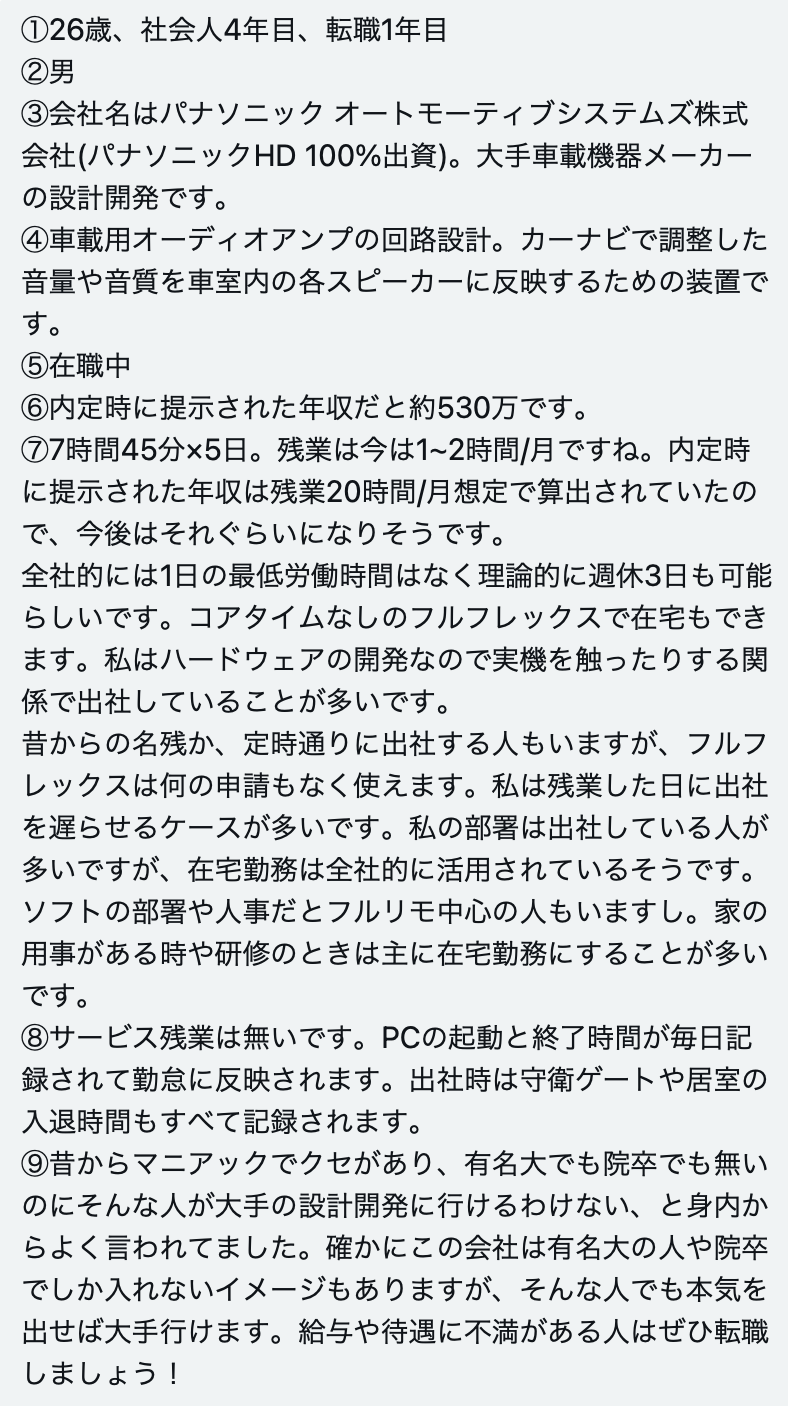 ①26歳、社会人4年目、転職1年目
②男
③会社名はパナソニック オートモーティブシステムズ株式
会社(パナソニックHD 100%出資)。大手車載機器メーカー
の設計開発です。
④車載用オーディオアンプの回路設計。カーナビで調整した
音量や音質を車室内の各スピーカーに反映するための装置で
す。
⑤在職中
⑥内定時に提示された年収だと約530万です。
⑦7時間45分×5日。残業は今は1~2時間/月ですね。内定時
に提示された年収は残業20時間/月想定で算出されていたの
で、今後はそれぐらいになりそうです。
全社的には1日の最低労働時間はなく理論的に週休3日も可能
らしいです。コアタイムなしのフルフレックスで在宅もでき
ます。私はハードウェアの開発なので実機を触ったりする関
係で出社していることが多いです。
昔からの名残か、定時通りに出社する人もいますが、フルフ
レックスは何の申請もなく使えます。私は残業した日に出社
を遅らせるケースが多いです。私の部署は出社している人が
多いですが、在宅勤務は全社的に活用されているそうです。
ソフトの部署や人事だとフルリモ中心の人もいますし。家の
用事がある時や研修のときは主に在宅勤務にすることが多い
です。
⑧サービス残業は無いです。PCの起動と終了時間が毎日記
録されて勤怠に反映されます。出社時は守衛ゲートや居室の
入退時間もすべて記録されます。
⑨昔からマニアックでクセがあり、有名大でも院卒でも無い
のにそんな人が大手の設計開発に行けるわけない、と身内か
らよく言われてました。確かにこの会社は有名大の人や院卒
でしか入れないイメージもありますが、そんな人でも本気を
出せば大手行けます。給与や待遇に不満がある人はぜひ転職
しましょう！